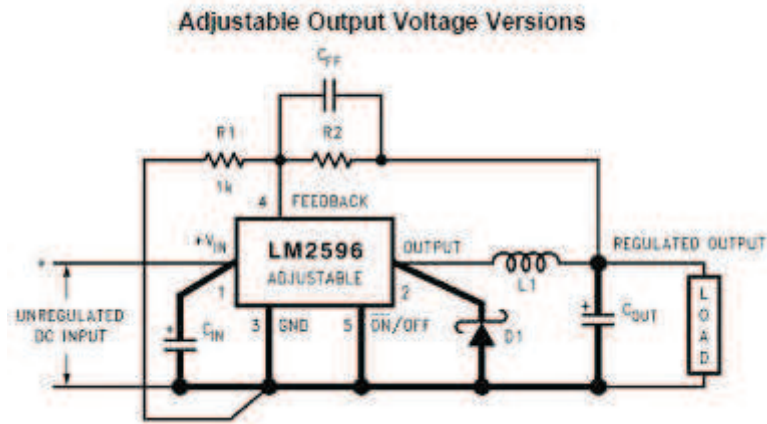 Adjustable Output Voltage Versions
CFF
R1
R2
1k
4 FEEDBACK
+VIN
LM2596
ADJUSTABLE
OUTPUT
REGULATED OUTPUT
+
1
2
L1
UNREGULATED
DC INPUT
+
CIN
3 GND
5 ON/OFF
D1
+
COUT
LOAD